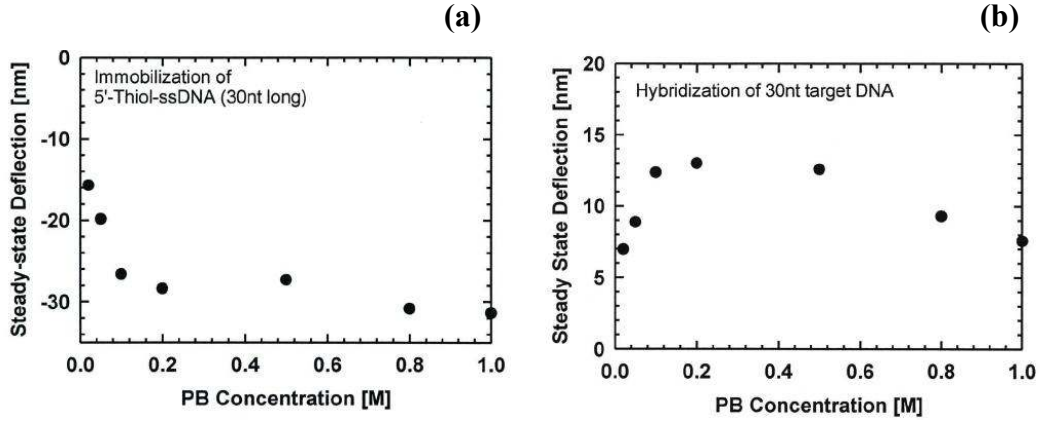 (a)
0
-10
-20
-30
Steady-state Deflection [nm]
Immobilization of
5'-Thiol-ssDNA (30nt long)
0.0 0.2 0.4 0.6 0.8 1.0
PB Concentration [M]
(b)
20
15
10
5
0
Steady State Deflection [nm]
Hybridization of 30nt target DNA
0.0 0.2 0.4 0.6 0.8 1.0
PB Concentration [M]